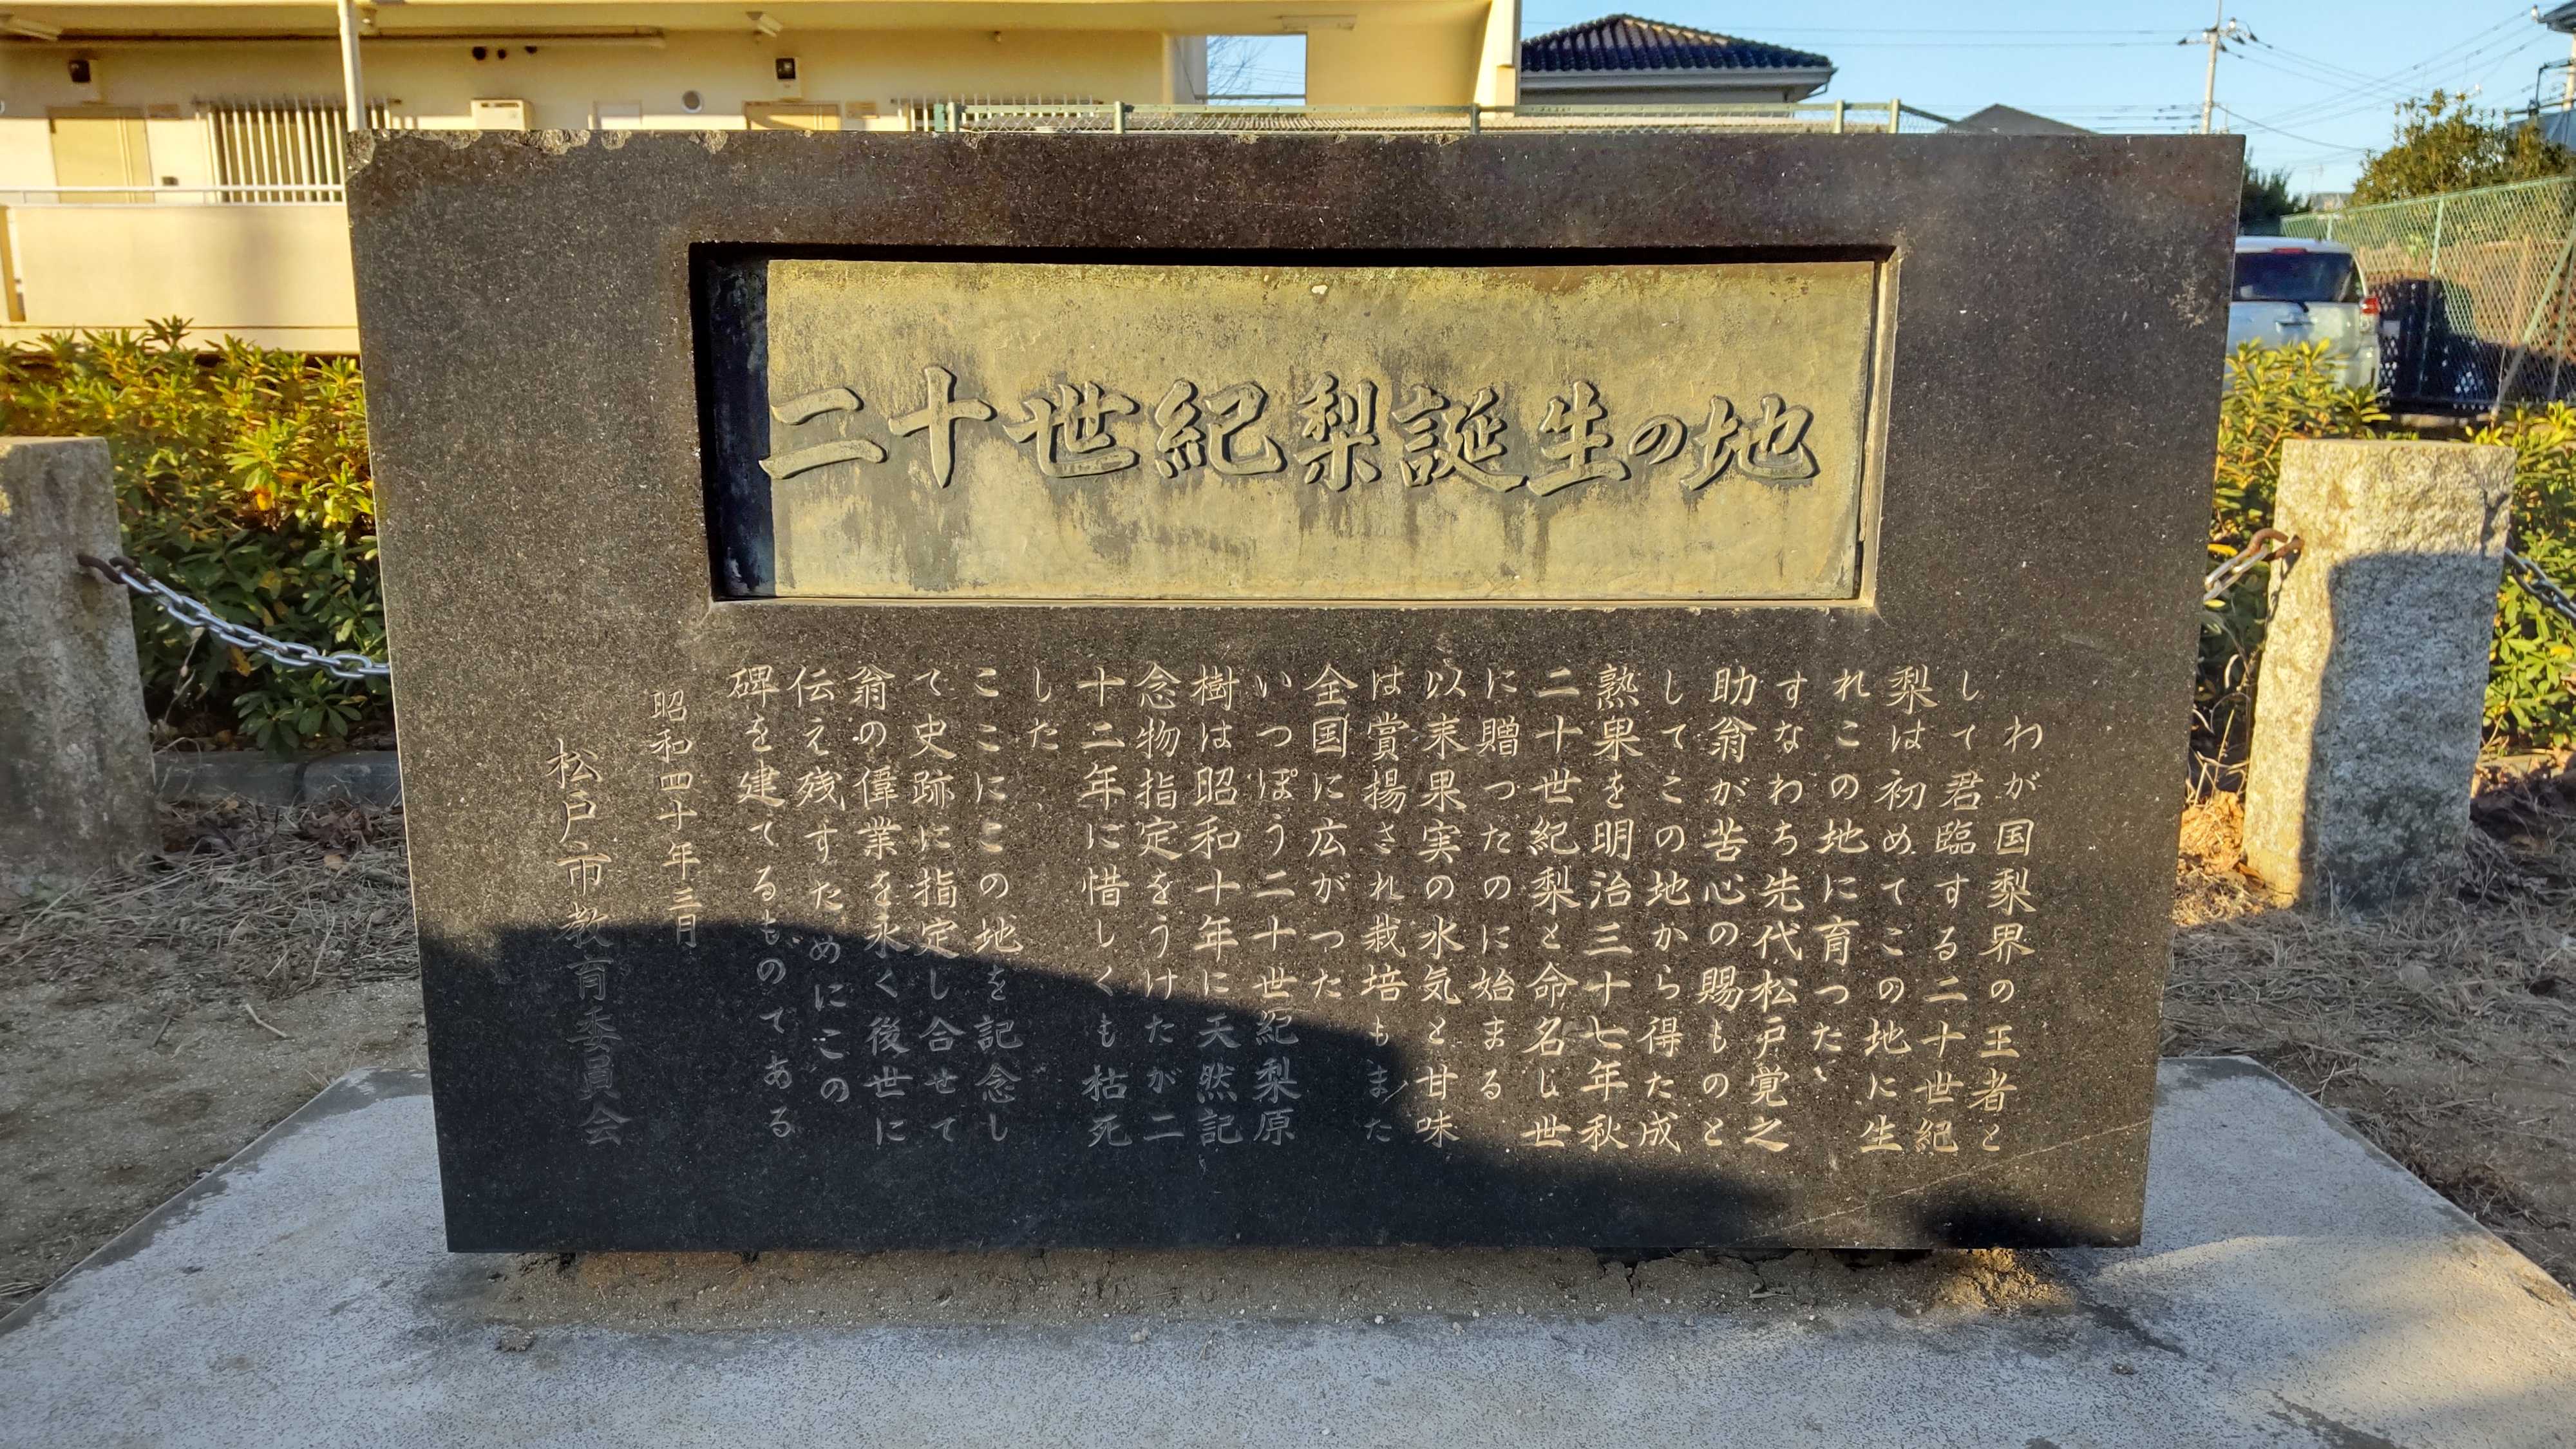 二十世紀梨誕生の地
わが国梨界の王者と
して君臨する二十世紀
梨は初めてこの地に生
れこの地に育つた、
すなわち先代松戸覚之
助翁が苦心の賜ものと
してこの地から得た成
熟果を明治三十七年秋
二十世紀梨と命名し世
に贈つたのに始まる
以来果実の水気と甘味
は賞揚され栽培もまた
全国に広がつた
いつぽう二十世紀梨原
樹は昭和十年に天然記
念物指定をうけたが二
十二年に惜しくも枯死
した
ここにこの地を記念し
て史跡に指定し合せて
翁の偉業を永く後世に
伝え残すためにこの
碑を建てるものである
昭和四十年三月
松戸市教育委員会